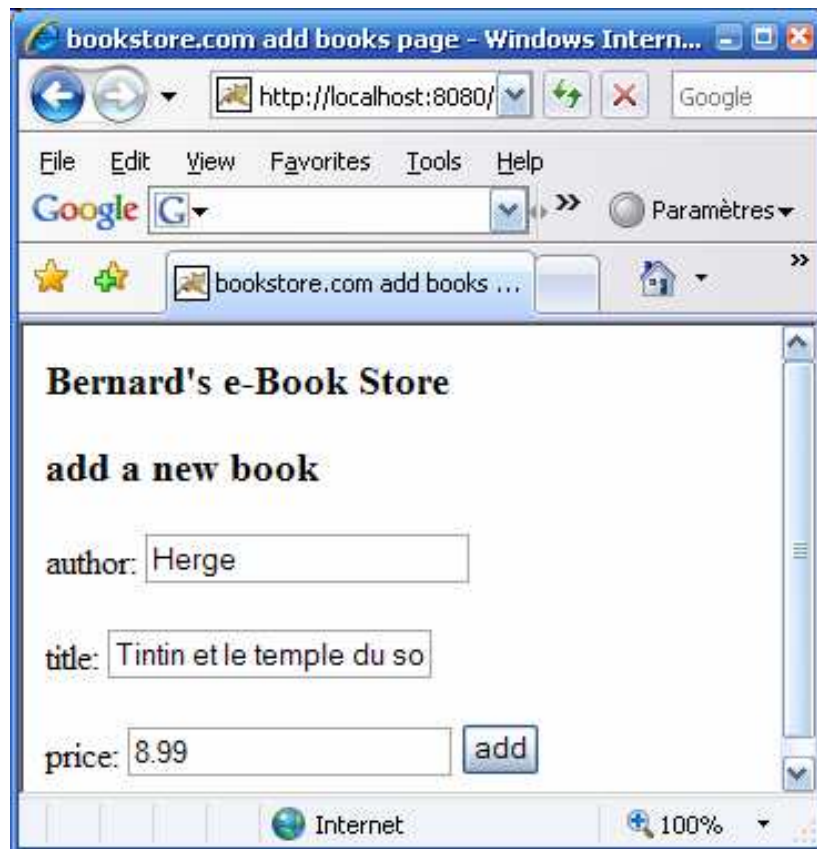 bookstore.com add books page - Windows Intern...
http://localhost:8080/ Google
File Edit View Favorites Tools Help
Google G Paramètres
bookstore.com add books ...
Bernard's e-Book Store
add a new book
author: Herge
title: Tintin et le temple du so
price: 8.99 add
Internet 100%